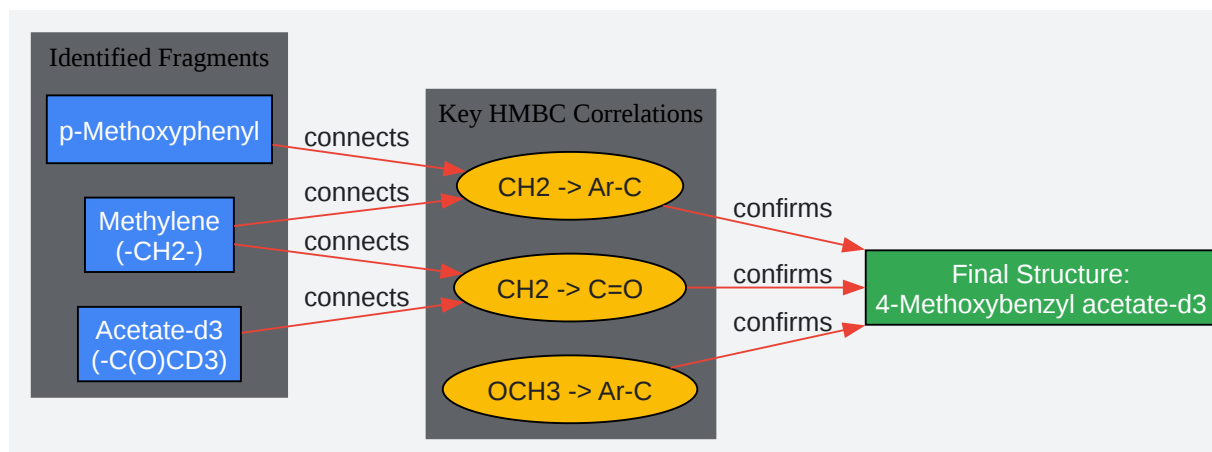 Identified Fragments
p-Methoxyphenyl
Methylene
(-CH2-)
Acetate-d3
(-C(O)CD3)
connects
connects
connects
connects
Key HMBC Correlations
CH2 -> Ar-C
CH2 -> C=O
OCH3 -> Ar-C
confirms
confirms
confirms
Final Structure:
4-Methoxybenzyl acetate-d3